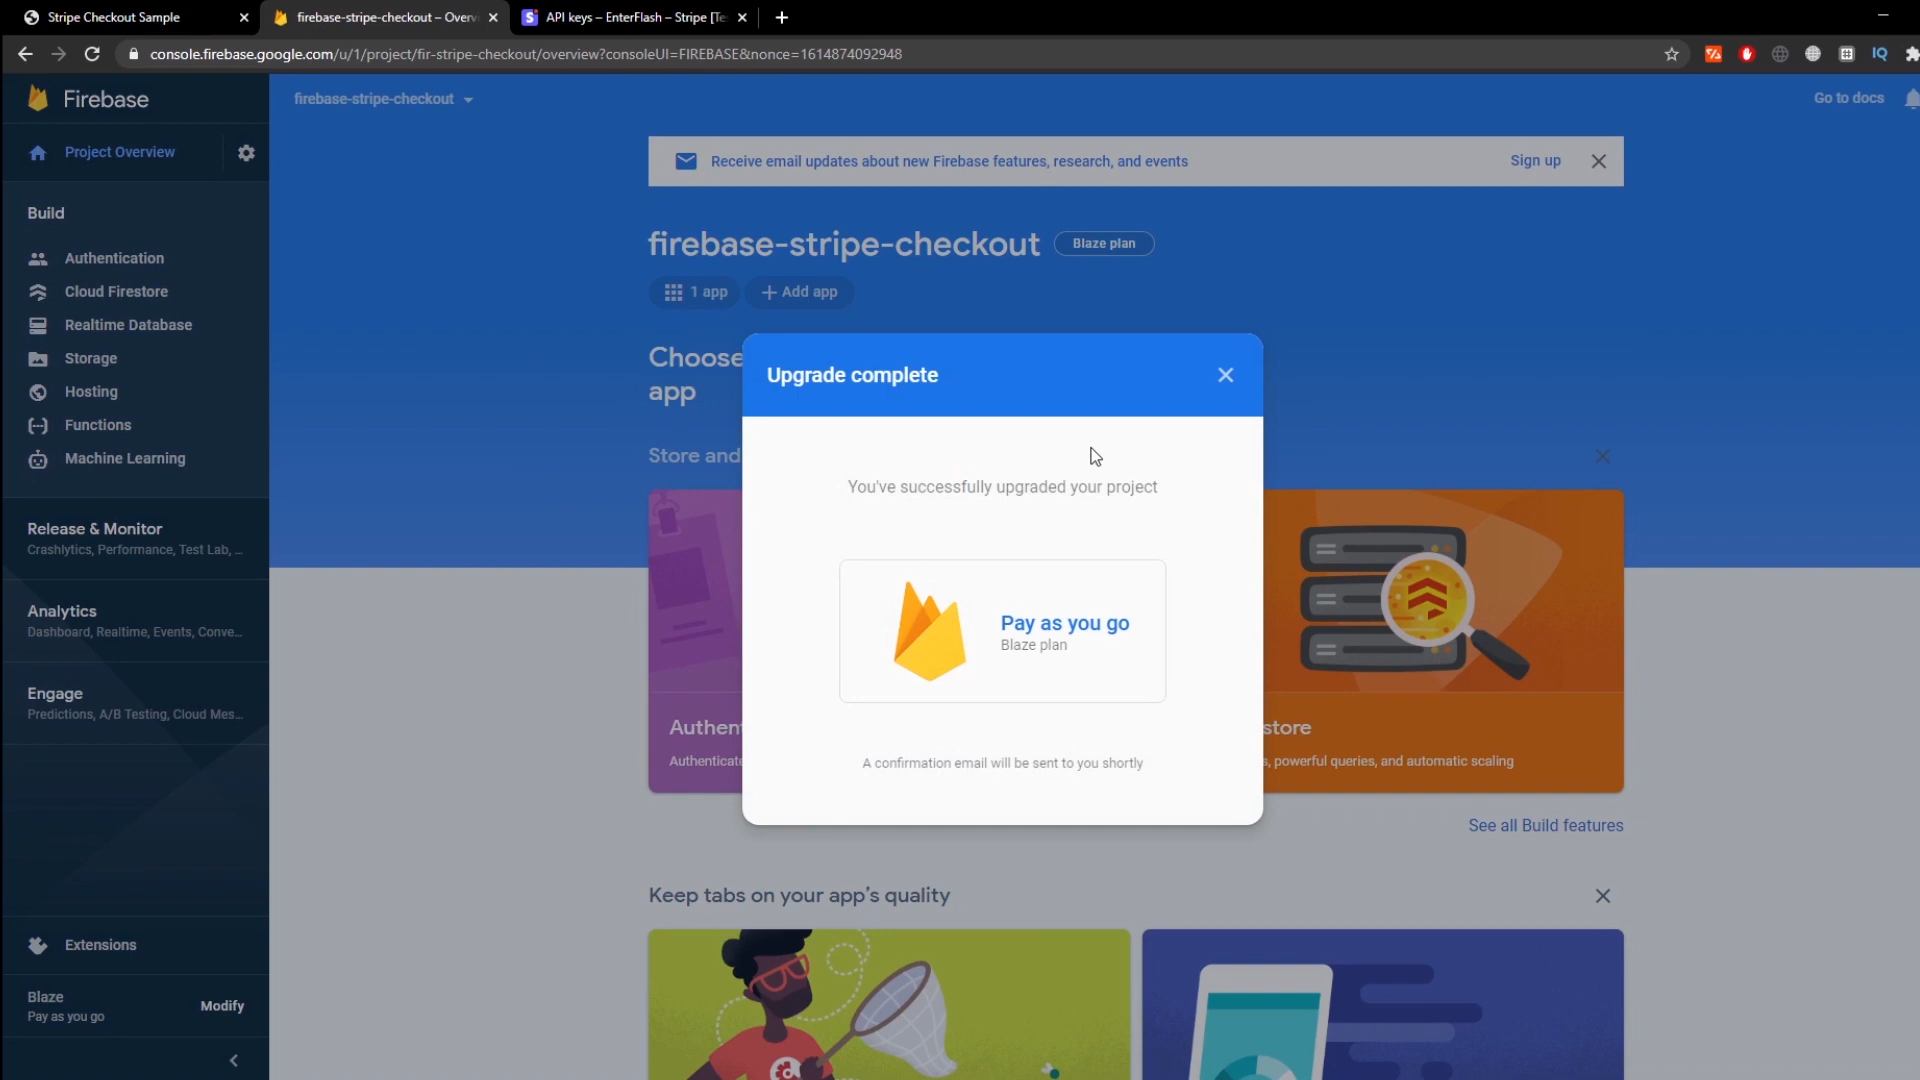 Stripe Checkout Sample
firebase-stripe-checkout – Overvi
API keys – EnterFlash – Stripe [Te
console.firebase.google.com/u/1/project/fir-stripe-checkout/overview?consoleUI=FIREBASE&nonce=1614874092948
IQ
Firebase
firebase-stripe-checkout
Go to docs
Project Overview
Receive email updates about new Firebase features, research, and events
Sign up
Build
firebase-stripe-checkout
Blaze plan
Authentication
Cloud Firestore
1 app
Add app
Realtime Database
Storage
Hosting
Functions
Machine Learning
Choose
app
Store and
Upgrade complete
You've successfully upgraded your project
Pay as you go
Blaze plan
A confirmation email will be sent to you shortly
Release & Monitor
Crashlytics, Performance, Test Lab, ...
Analytics
Dashboard, Realtime, Events, Conve...
Engage
Predictions, A/B Testing, Cloud Mes...
Authen
Authenticate
store
s, powerful queries, and automatic scaling
See all Build features
Keep tabs on your app's quality
Extensions
Blaze
Pay as you go
Modify